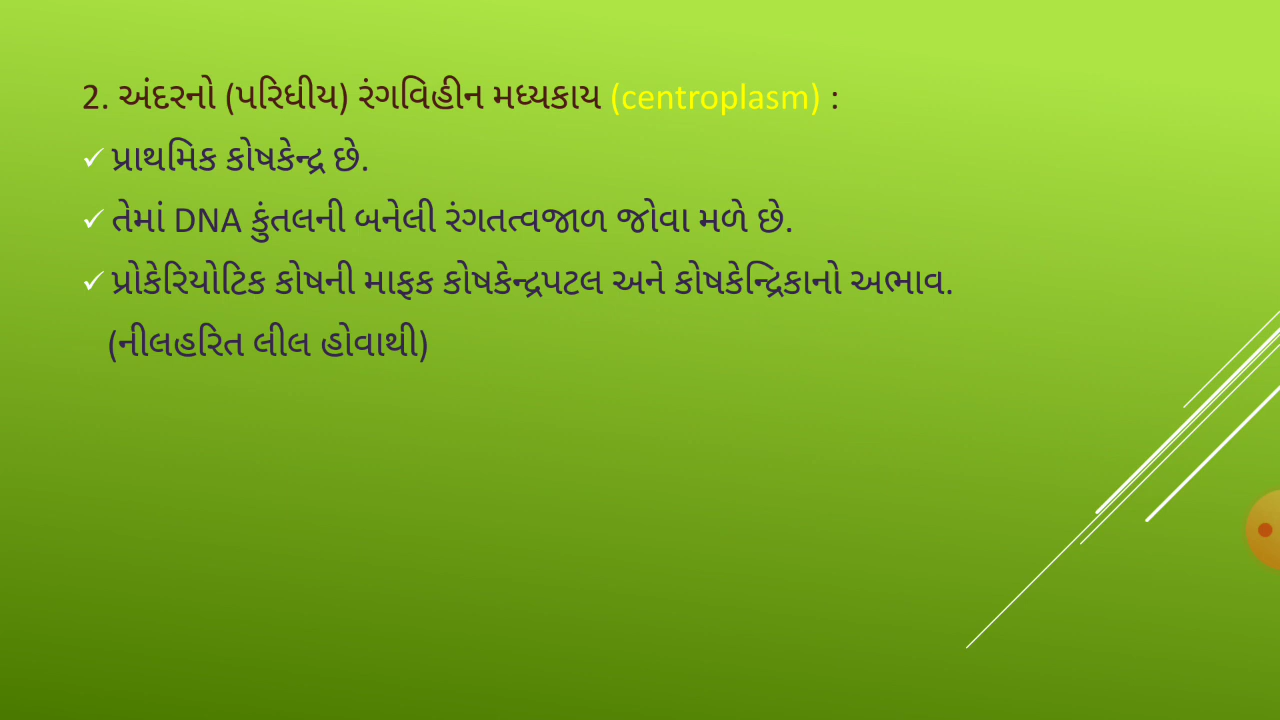 2. અંદરનો (પરિઘીય) રંગવિહીન મધ્યકાય (centroplasm) :
✓ પ્રાથમિક કોષકેન્દ્ર છે.
✓ તેમાં DNA કુંતલની બનેલી રંગતત્વજાળ જોવા મળે છે.
✓ પ્રોકેરિયોટિક કોષની માફક કોષકેન્દ્રપટલ અને કોષકેન્દ્રિકાનો અભાવ.
(નીલહરિત લીલ હોવાથી)